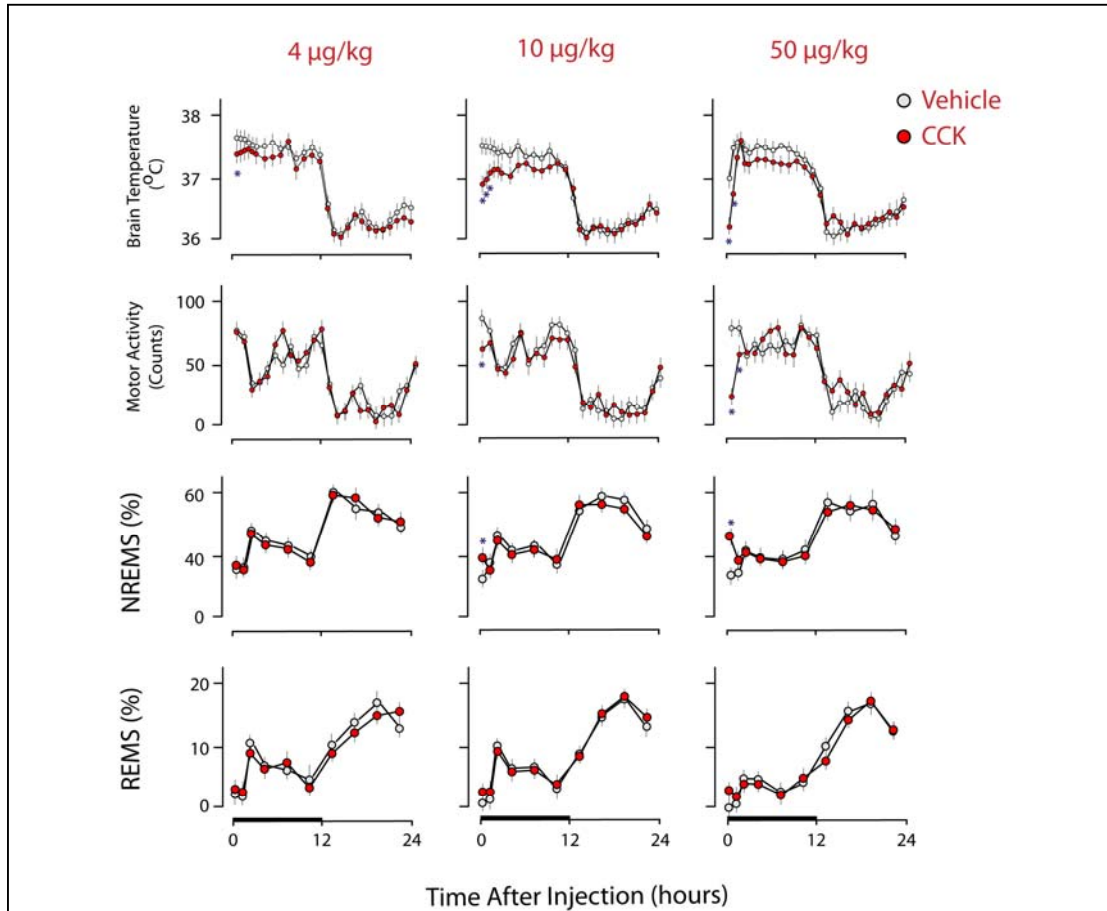 4 µg/kg
10 µg/kg
50 µg/kg
Vehicle
CCK
Brain Temperature
(°C)
38
37
36
Motor Activity
(Counts)
100
50
0
NREMS (%)
60
40
0
REMS (%)
20
10
0
0
12
24
0
12
24
0
12
24
Time After Injection (hours)